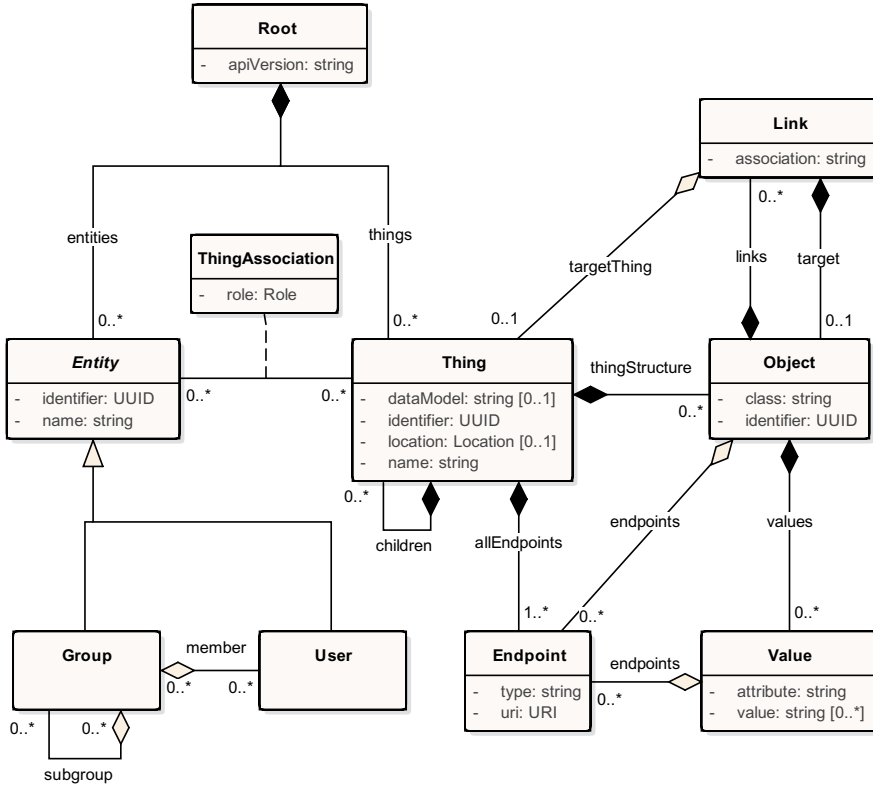 Root
- apiVersion: string
Link
- association: string
entities
ThingAssociation
- role: Role
things
targetThing
0..*
links
target
0..*
0..*
0..1
0..1
Entity
- identifier: UUID
- name: string
0..*
0..*
Thing
- dataModel: string [0..1]
- identifier: UUID
- location: Location [0..1]
- name: string
thingStructure
0..*
Object
- class: string
- identifier: UUID
0..*
children
allEndpoints
endpoints
values
1..*
0..*
0..*
Group
member
0..*
0..*
User
0..*
0..*
subgroup
Endpoint
- type: string
- uri: URI
endpoints
0..*
Value
- attribute: string
- value: string [0..*]